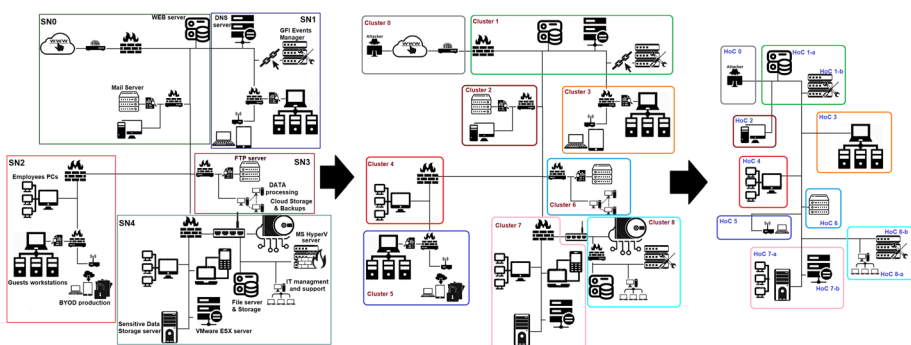 SN0
WEB server
DNS
server
SN1
GFI Events
Manager
WWW
Mail Server
SN2
Employees PCs
SN3
FTP server
DATA
processing
Cloud Storage
& Backups
SN4
MS HyperV
server
IT managment
and support
File server
& Storage
Guests workstations
BYOD production
Sensitive Data
Storage server
VMware ESX server
Cluster 0
Attacker
WWW
Cluster 1
Cluster 2
Cluster 3
Cluster 4
Cluster 5
Cluster 6
Cluster 7
Cluster 8
HoC 0
Attacker
HoC 1-a
HoC 1-b
HoC 2
HoC 3
HoC 4
HoC 5
HoC 6
HoC 7-a
HoC 7-b
HoC 8-b
HoC 8-a